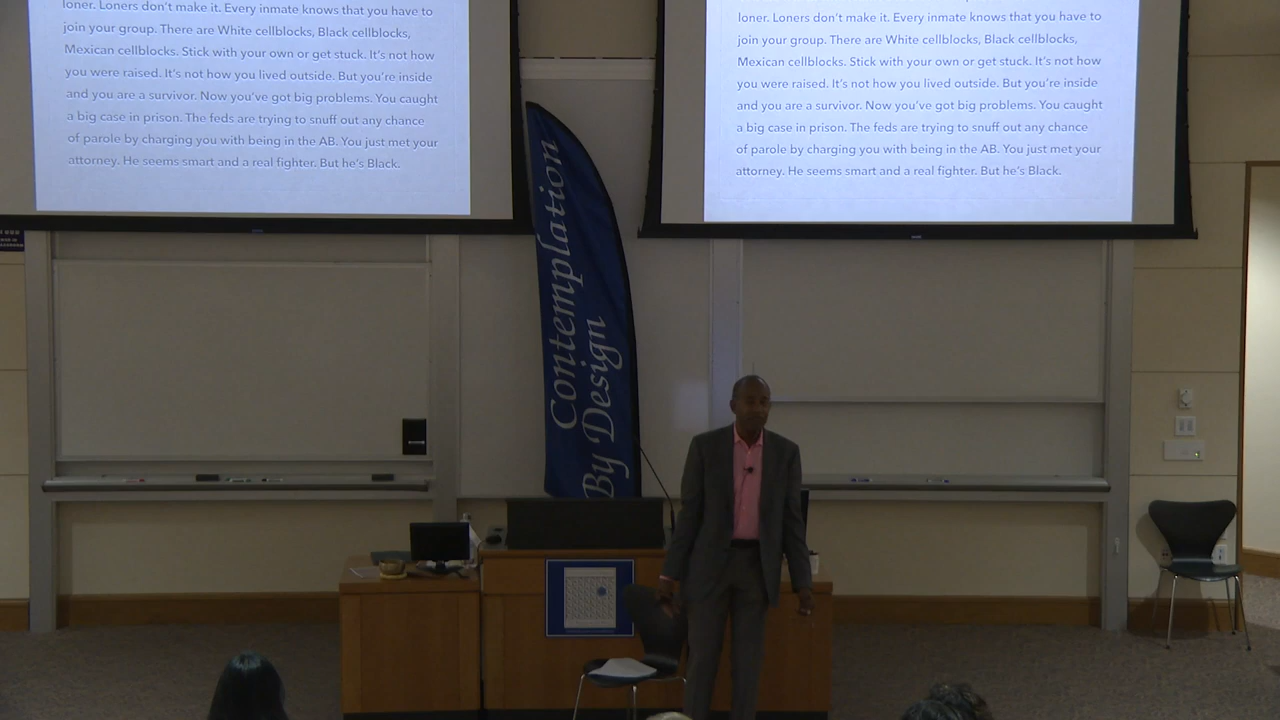 loner. Loners don't make it. Every inmate knows that you have to
join your group. There are White cellblocks, Black cellblocks,
Mexican cellblocks. Stick with your own or get stuck. It's not how
you were raised. It's not how you lived outside. But you're inside
and you are a survivor. Now you've got big problems. You caught
a big case in prison. The feds are trying to snuff out any chance
of parole by charging you with being in the AB. You just met your
attorney. He seems smart and a real fighter. But he's Black.
loner. Loners don't make it. Every inmate knows that you have to
join your group. There are White cellblocks, Black cellblocks,
Mexican cellblocks. Stick with your own or get stuck. It's not how
you were raised. It's not how you lived outside. But you're inside
and you are a survivor. Now you've got big problems. You caught
a big case in prison. The feds are trying to snuff out any chance
of parole by charging you with being in the AB. You just met your
attorney. He seems smart and a real fighter. But he's Black.
Contemplation
By Design